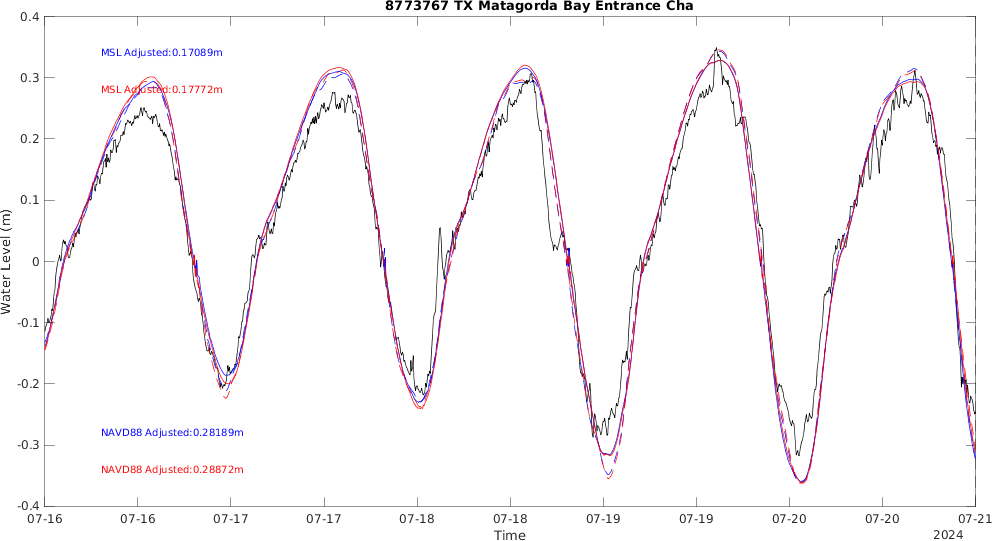 8773767 TX Matagorda Bay Entrance Cha
0.4
0.3
0.2
0.1
0
-0.1
-0.2
-0.3
-0.4
Water Level (m)
MSL Adjusted:0.17089m
MSL Adjusted:0.17772m
NAVD88 Adjusted:0.28189m
NAVD88 Adjusted:0.28872m
07-16 07-16 07-17 07-17 07-18 07-18 07-19 07-19 07-20 07-20 07-21
Time
2024